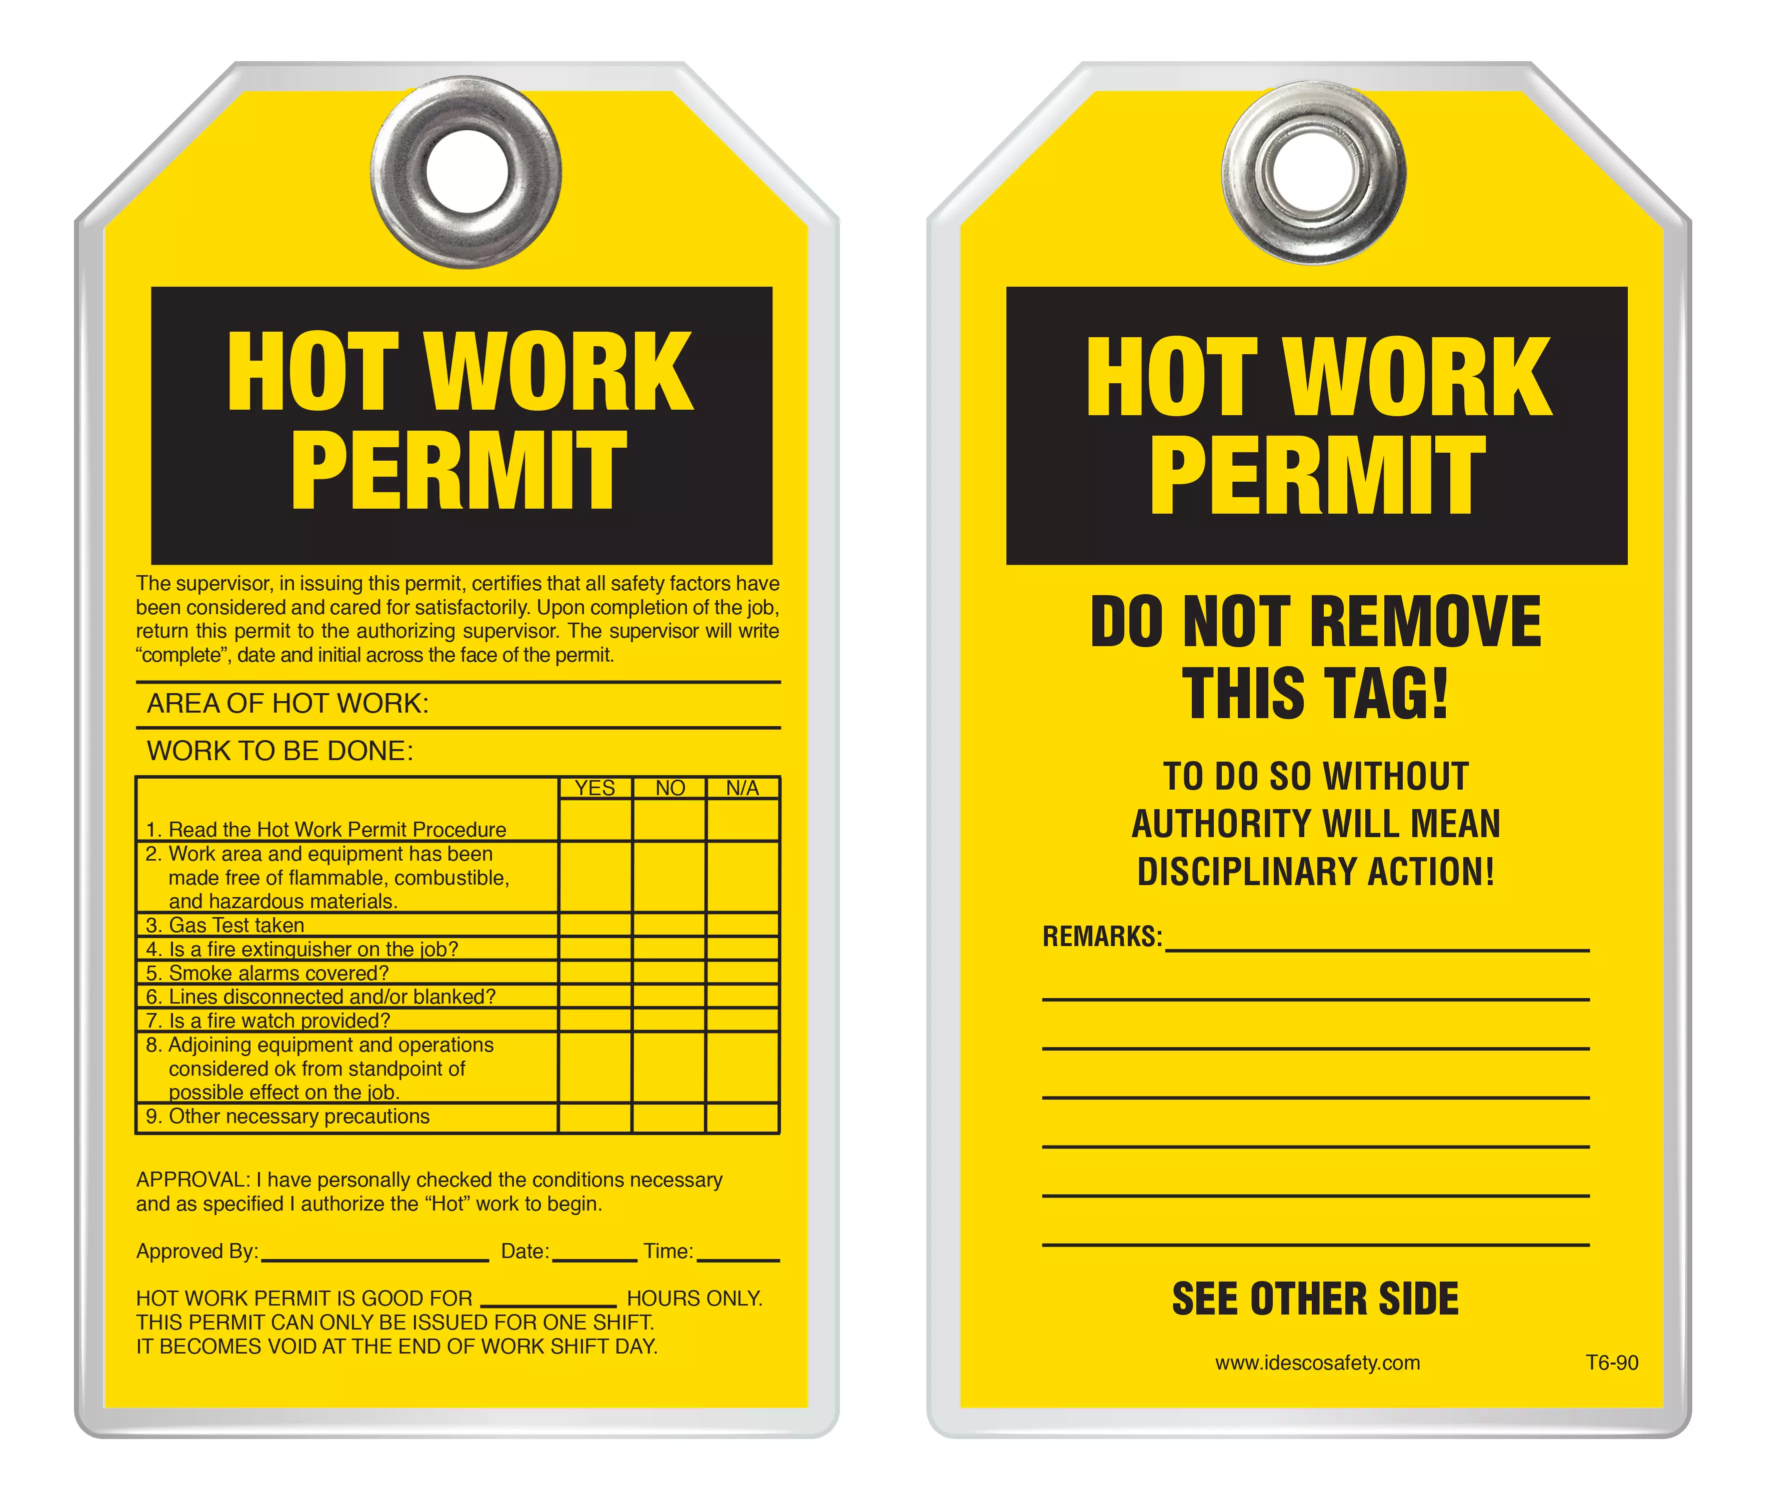 HOT WORK
PERMIT
The supervisor, in issuing this permit, certifies that all safety factors have
been considered and cared for satisfactorily. Upon completion of the job,
return this permit to the authorizing supervisor. The supervisor will write
“complete”, date and initial across the face of the permit.
AREA OF HOT WORK:
WORK TO BE DONE:
YES NO N/A
1. Read the Hot Work Permit Procedure
2. Work area and equipment has been
made free of flammable, combustible,
and hazardous materials.
3. Gas Test taken
4. Is a fire extinguisher on the job?
5. Smoke alarms covered?
6. Lines disconnected and/or blanked?
7. Is a fire watch provided?
8. Adjoining equipment and operations
considered ok from standpoint of
possible effect on the job.
9. Other necessary precautions
APPROVAL: I have personally checked the conditions necessary
and as specified I authorize the “Hot” work to begin.
Approved By: Date: Time:
HOT WORK PERMIT IS GOOD FOR HOURS ONLY.
THIS PERMIT CAN ONLY BE ISSUED FOR ONE SHIFT.
IT BECOMES VOID AT THE END OF WORK SHIFT DAY.
HOT WORK
PERMIT
DO NOT REMOVE
THIS TAG!
TO DO SO WITHOUT
AUTHORITY WILL MEAN
DISCIPLINARY ACTION!
REMARKS:
SEE OTHER SIDE
www.idescosafety.com T6-90